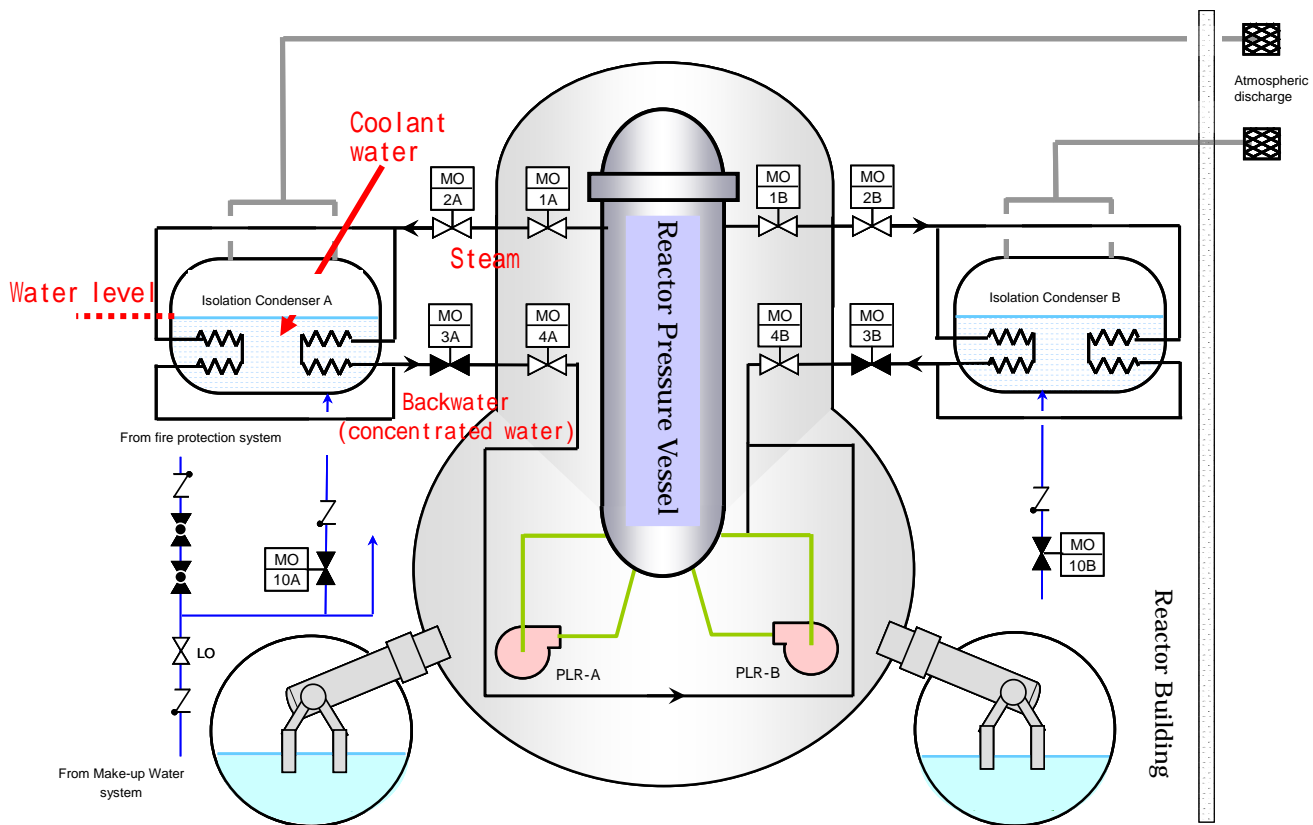 Atmospheric
discharge
Coolant
water
MO
2A
MO
1A
MO
1B
MO
2B
Steam
Water level
Isolation Condenser A
Isolation Condenser B
Reactor Pressure Vessel
MO
3A
MO
4A
MO
4B
MO
3B
Backwater
(concentrated water)
From fire protection system
MO
10A
MO
10B
LO
PLR-A
PLR-B
Reactor Building
From Make-up Water
system